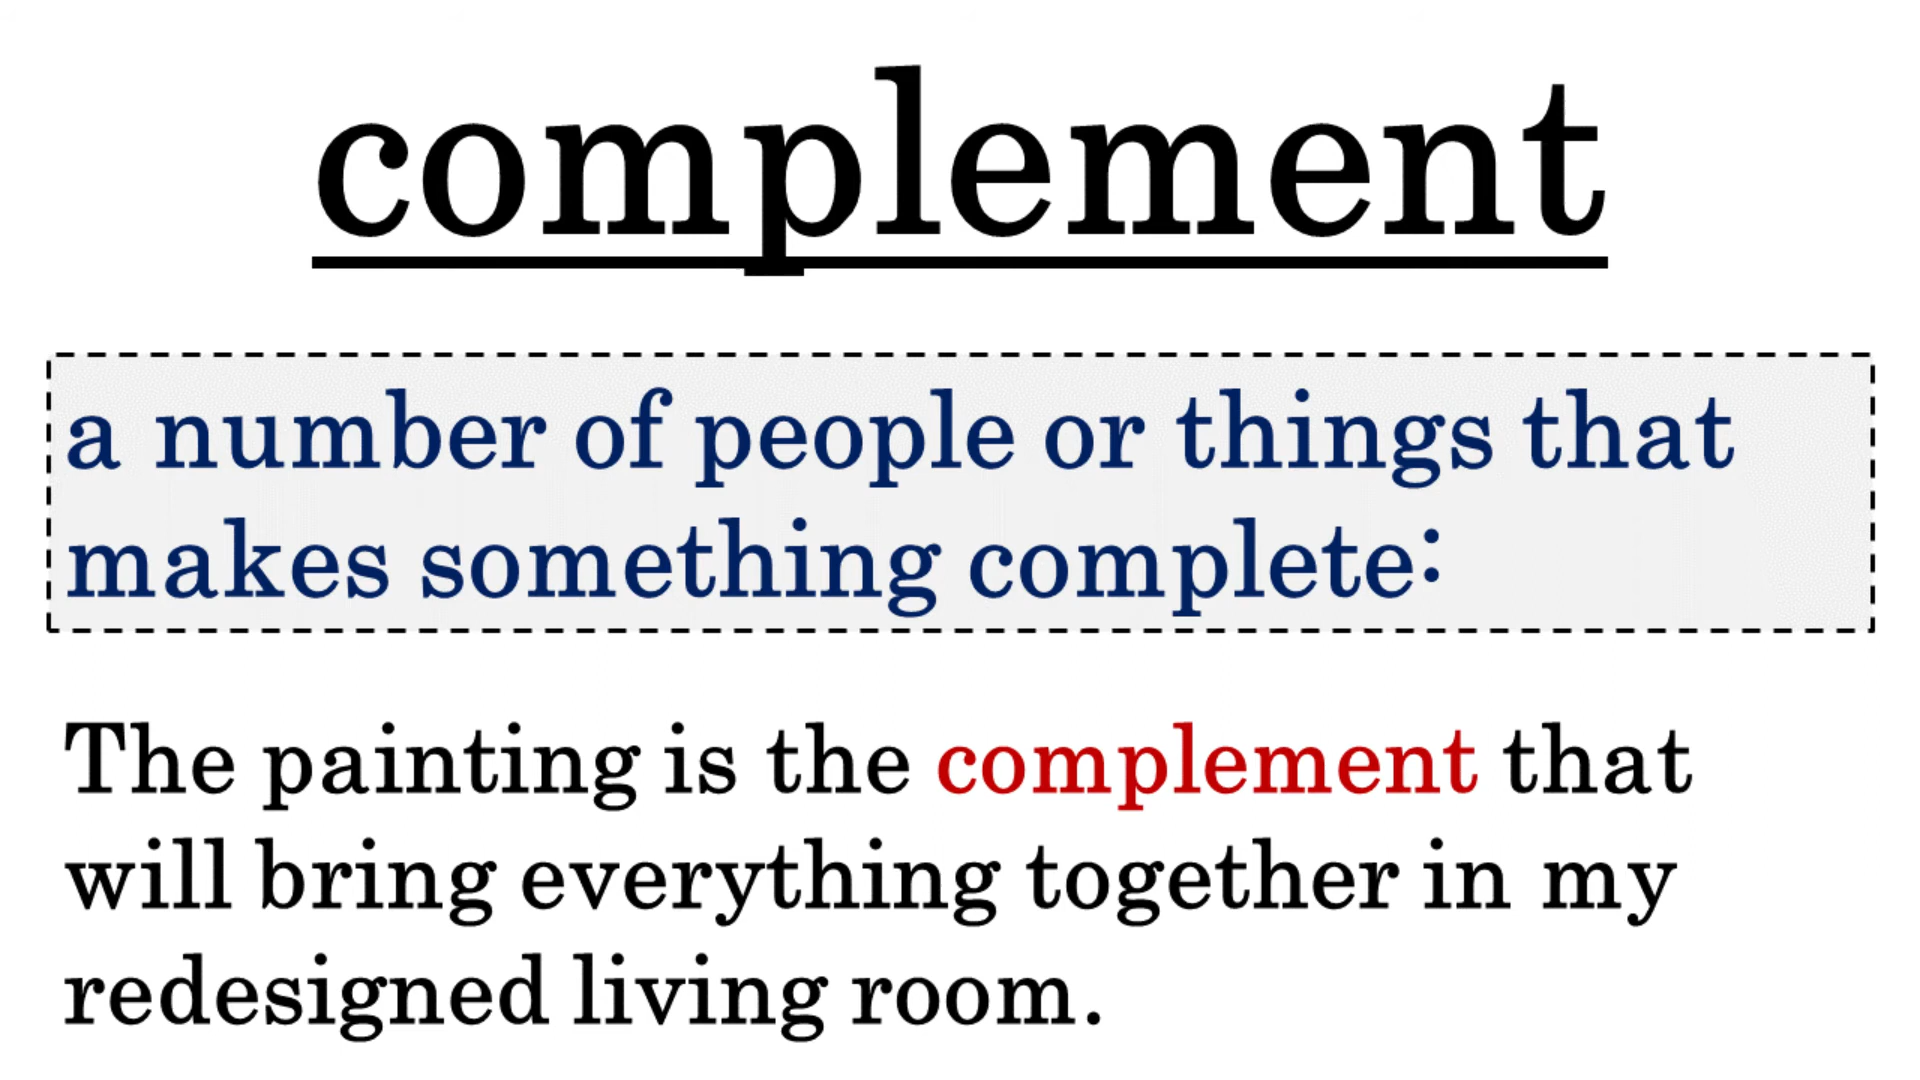 complement
a number of people or things that
makes something complete:
The painting is the complement that
will bring everything together in my
redesigned living room.